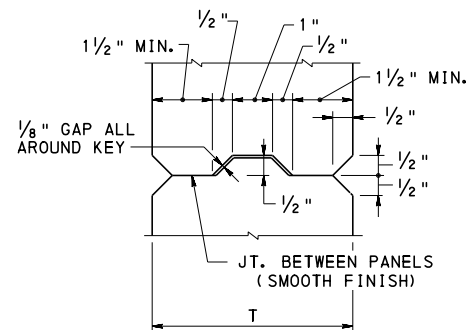 1/2" 1"
1 1/2" MIN. 1/2"
1 1/2" MIN.
1/8" GAP ALL
AROUND KEY
1/2"
1/2"
1/2"
1/2"
JT. BETWEEN PANELS
(SMOOTH FINISH)
T